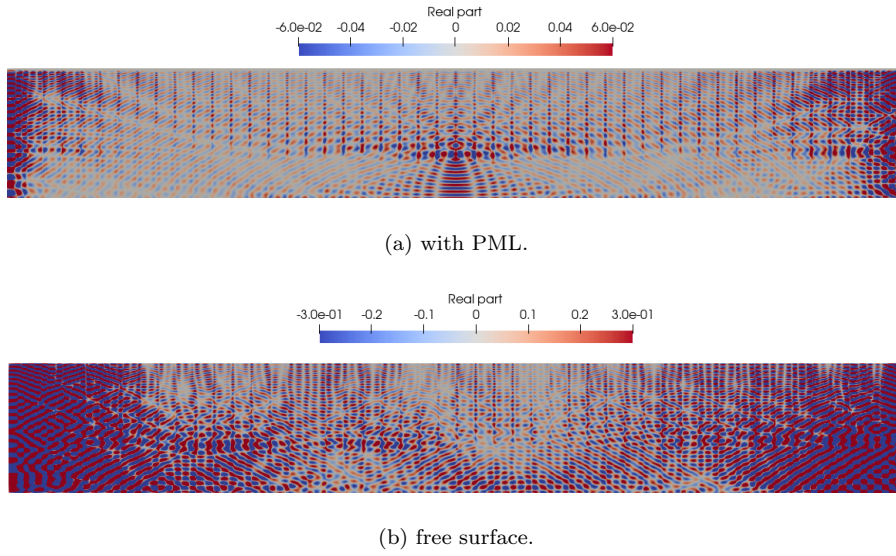 Real part
-6.0e-02 -0.04 -0.02 0 0.02 0.04 6.0e-02
(a) with PML.
Real part
-3.0e-01 -0.2 -0.1 0 0.1 0.2 3.0e-01
(b) free surface.